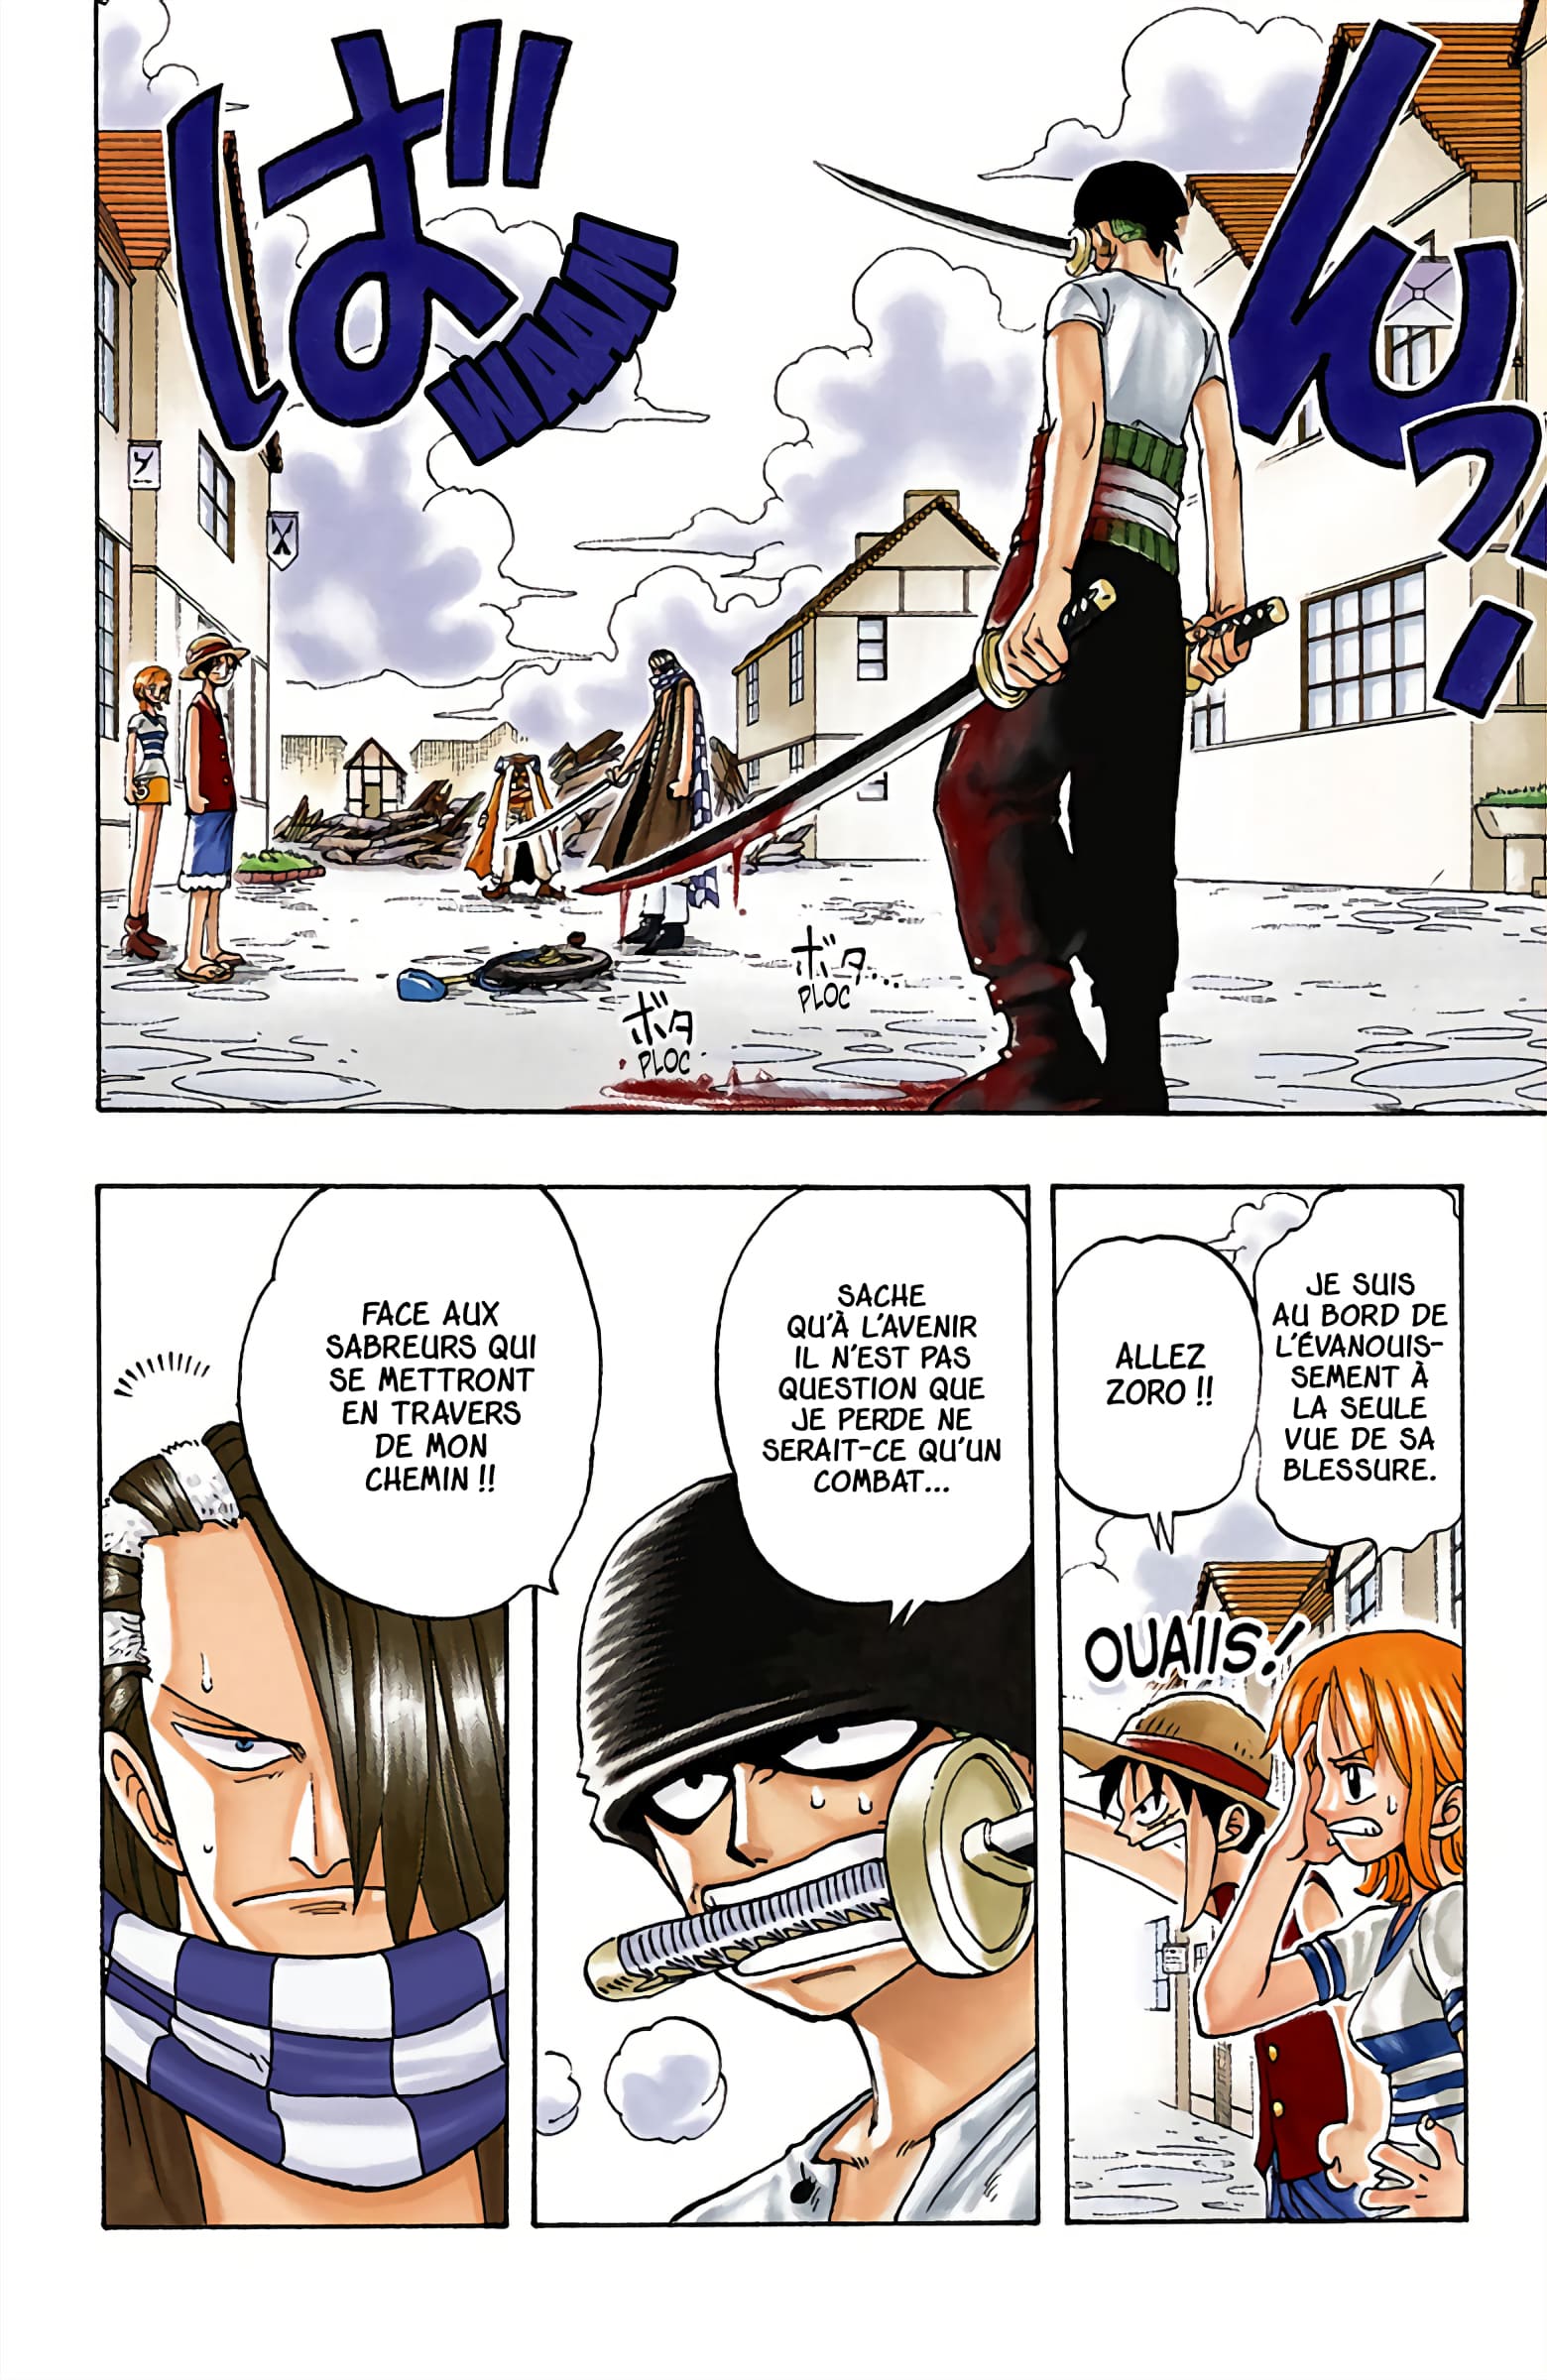 ばんっ!
WAAAM
ボタ...
PLOC
ボタ
PLOC
JE SUIS
AU BORD DE
L'ÉVANOUIS-
SEMENT À
LA SEULE
VUE DE SA
BLESSURE.
ALLEZ
ZORO !!
OUAIIS !
SACHE
QU'À L'AVENIR
IL N'EST PAS
QUESTION QUE
JE PERDE NE
SERAIT-CE QU'UN
COMBAT...
FACE AUX
SABREURS QUI
SE METTRONT
EN TRAVERS
DE MON
CHEMIN !!